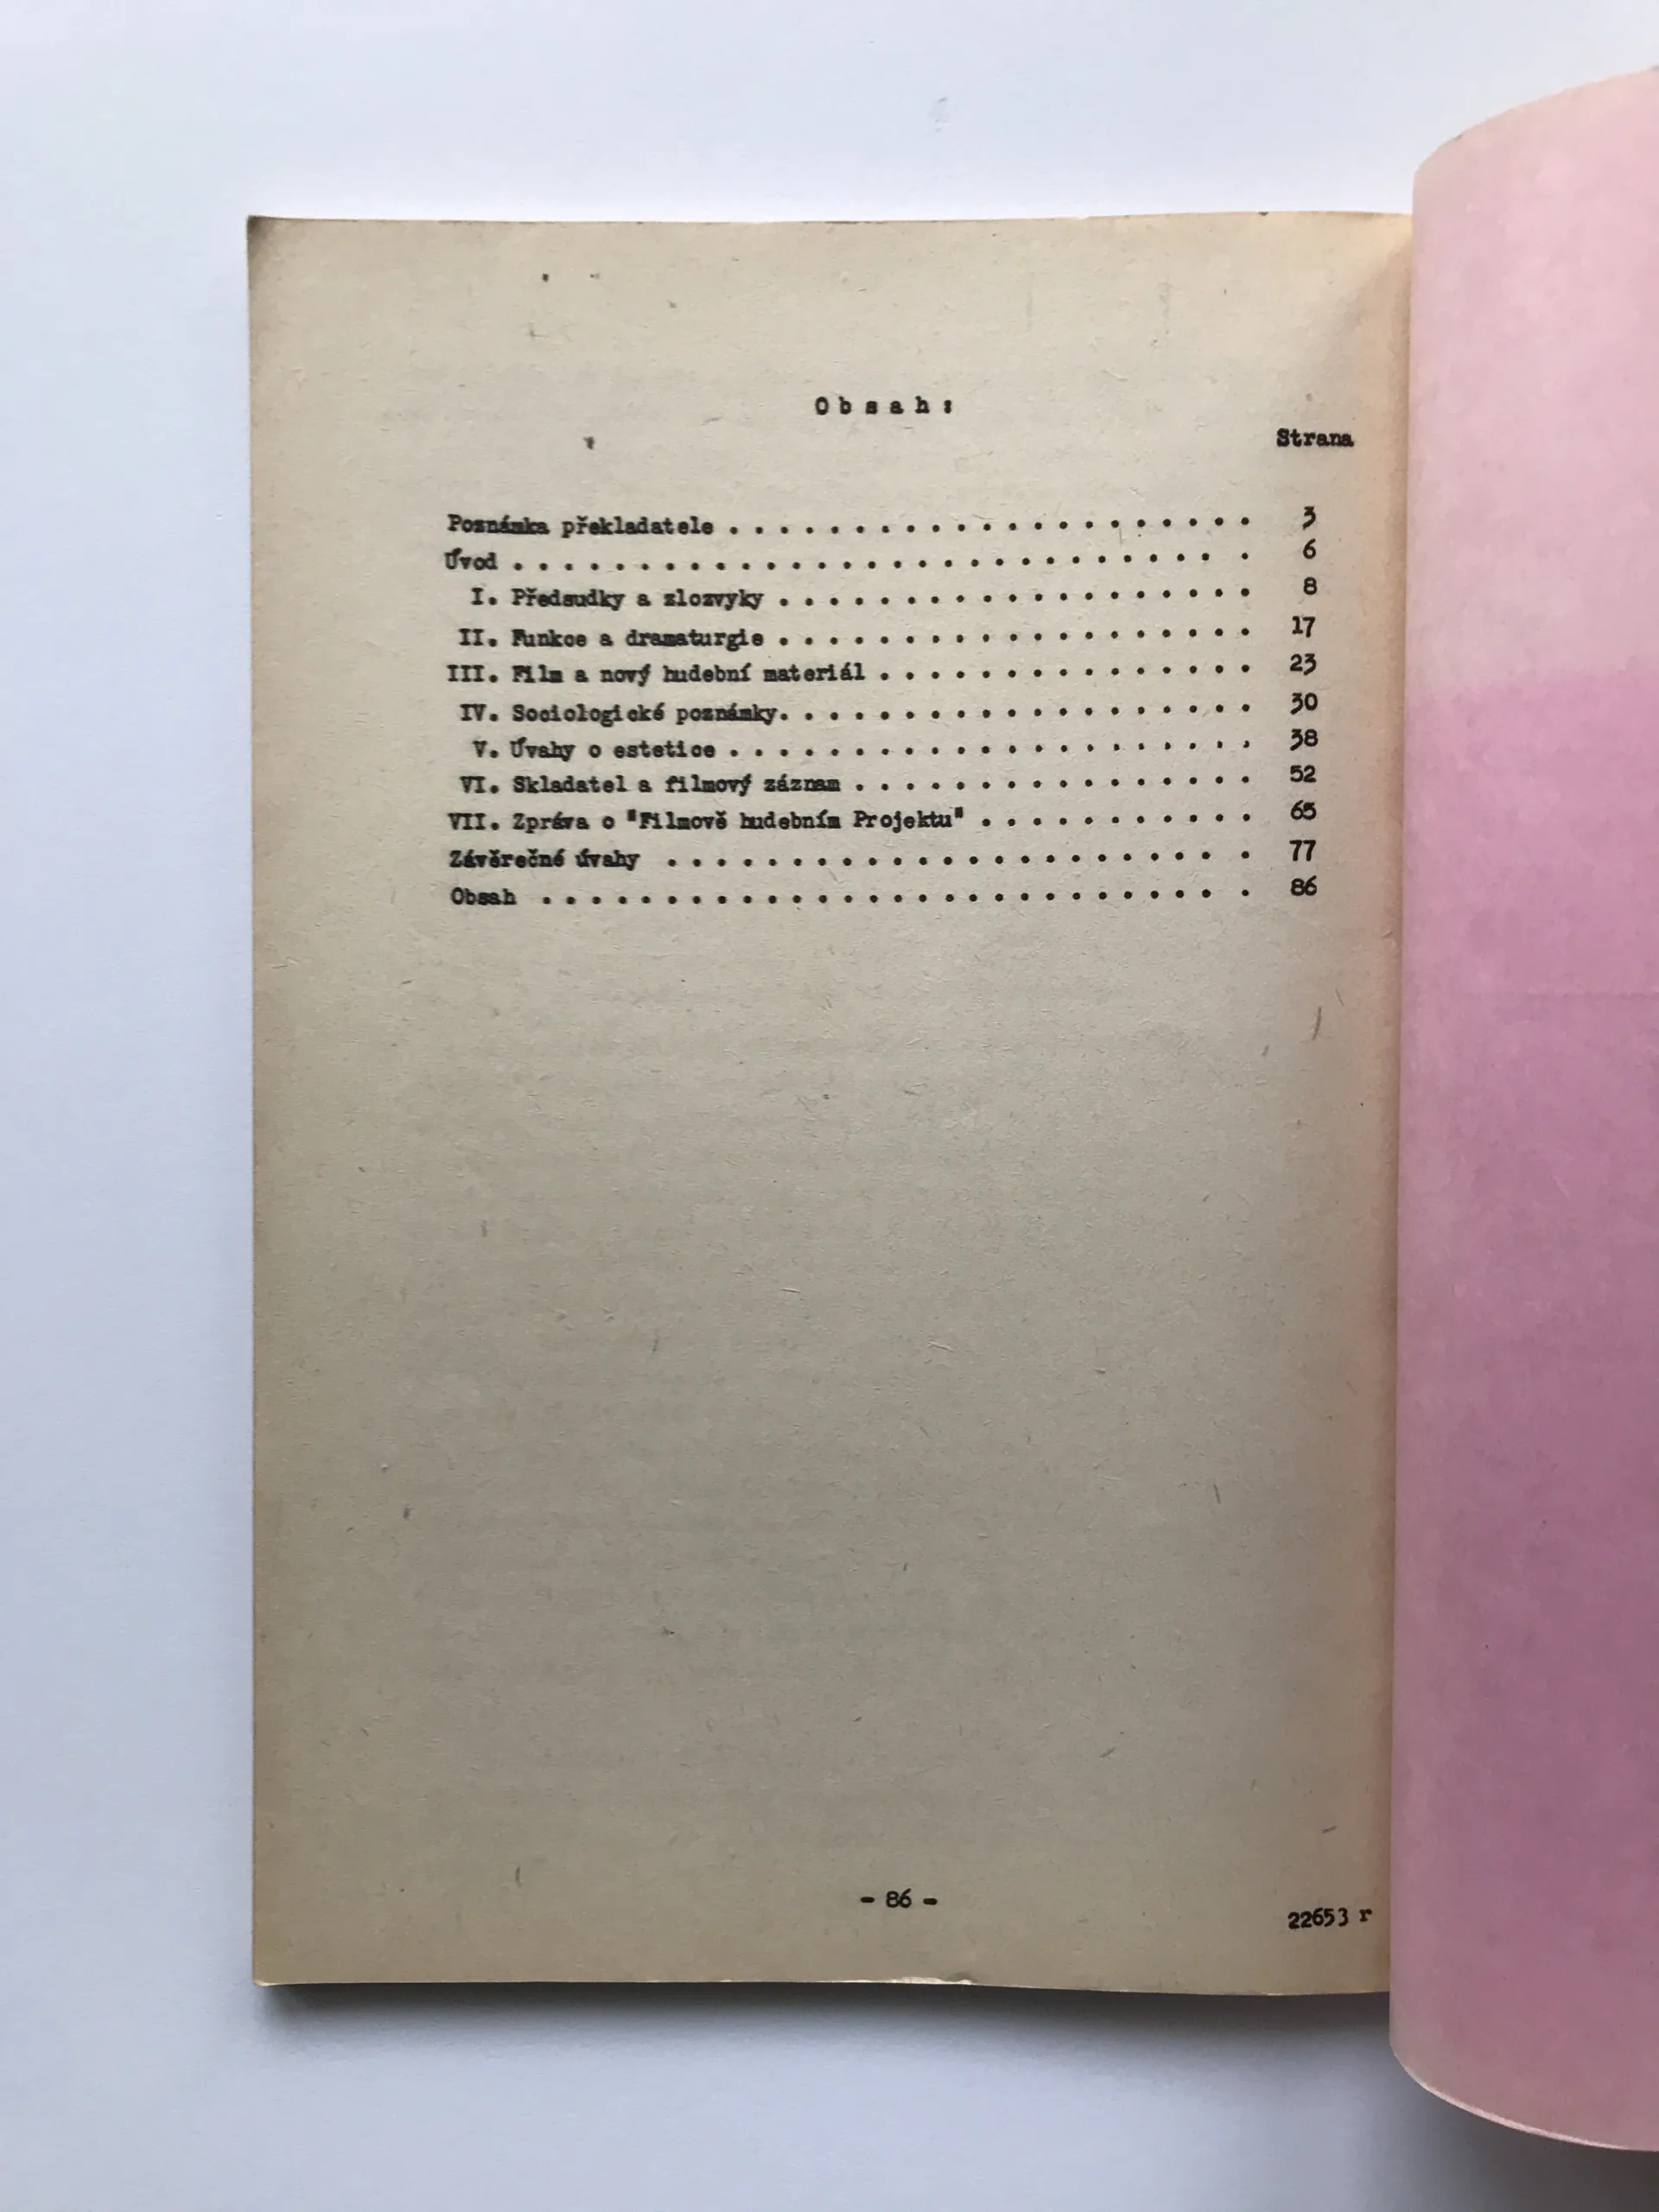 Obsah:
Strana
Poznámka překladatele . . . . . . . . . . . . . . . . . . . . . 3
Úvod . . . . . . . . . . . . . . . . . . . . . . . . . . . . . . 6
I. Předsudky a zlozvyky . . . . . . . . . . . . . . . . . . . 8
II. Funkce a dramaturgie . . . . . . . . . . . . . . . . . . . 17
III. Film a nový hudební materiál . . . . . . . . . . . . . . . 23
IV. Sociologické poznámky. . . . . . . . . . . . . . . . . . . 30
V. Úvahy o estetice . . . . . . . . . . . . . . . . . . . . . 38
VI. Skladatel a filmový záznam . . . . . . . . . . . . . . . . 52
VII. Zpráva o "Filmově hudebním Projektu" . . . . . . . . . . . 65
Závěrečné úvahy . . . . . . . . . . . . . . . . . . . . . . . . 77
Obsah . . . . . . . . . . . . . . . . . . . . . . . . . . . . . 86
- 86 -
22653 r